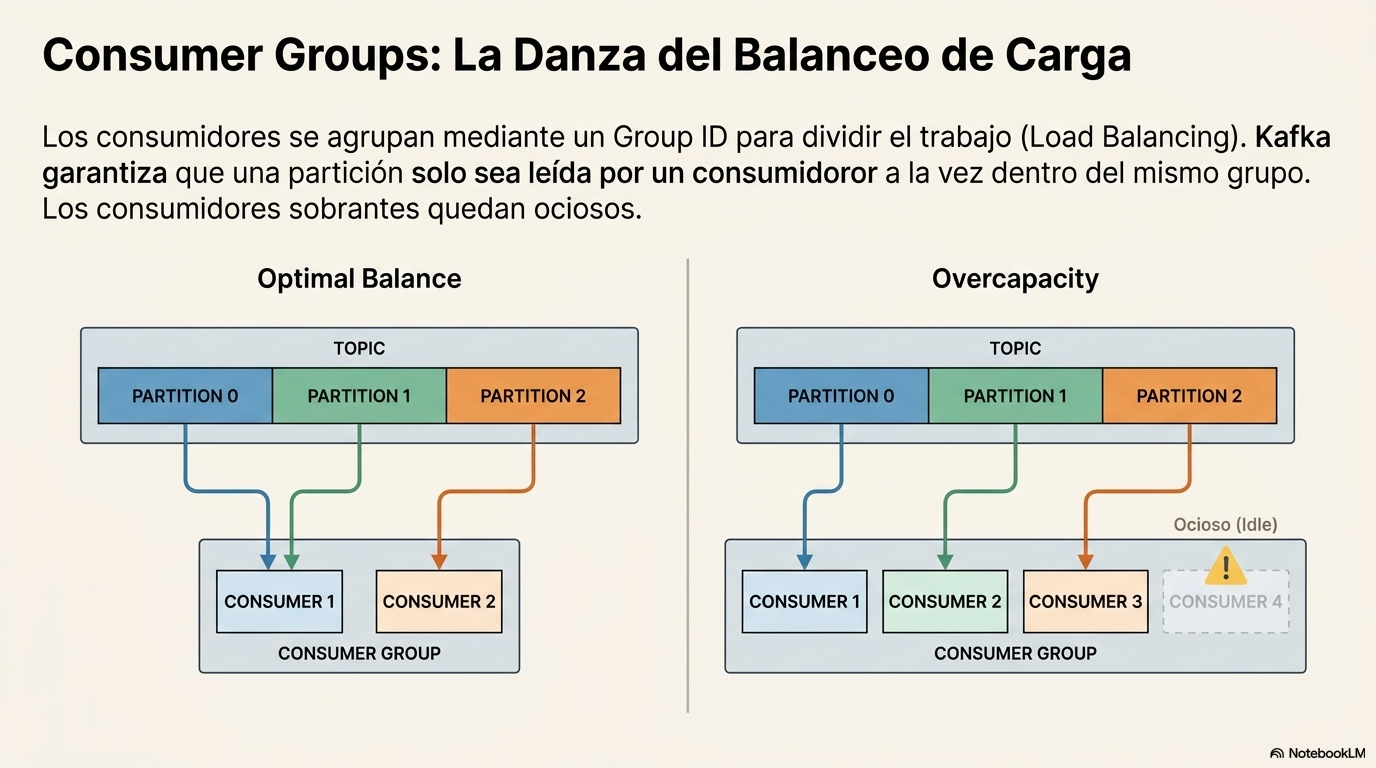 Consumer Groups: La Danza del Balanceo de Carga
Los consumidores se agrupan mediante un Group ID para dividir el trabajo (Load Balancing). Kafka
garantiza que una partición solo sea leída por un consumidoror a la vez dentro del mismo grupo.
Los consumidores sobrantes quedan ociosos.
Optimal Balance
TOPIC
PARTITION 0
PARTITION 1
PARTITION 2
CONSUMER 1
CONSUMER 2
CONSUMER GROUP
Overcapacity
TOPIC
PARTITION 0
PARTITION 1
PARTITION 2
Ocioso (Idle)
CONSUMER 1
CONSUMER 2
CONSUMER 3
CONSUMER 4
CONSUMER GROUP
NotebookLM